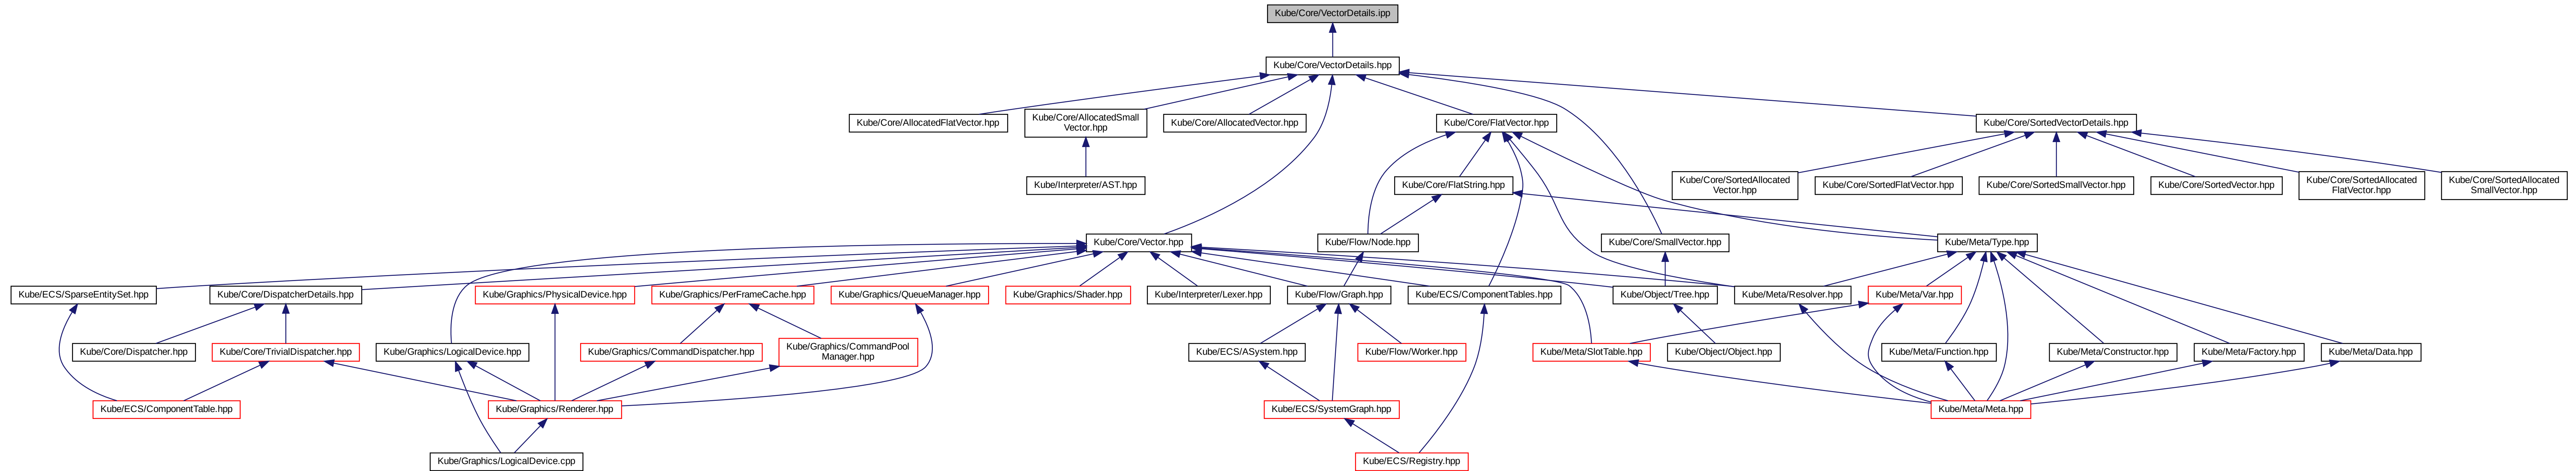 Kube/Core/VectorDetails.ipp
Kube/Core/VectorDetails.hpp
Kube/Core/AllocatedFlatVector.hpp
Kube/Core/AllocatedSmall
Vector.hpp
Kube/Core/AllocatedVector.hpp
Kube/Core/FlatVector.hpp
Kube/Core/SortedVectorDetails.hpp
Kube/Interpreter/AST.hpp
Kube/Core/FlatString.hpp
Kube/Core/SortedAllocated
Vector.hpp
Kube/Core/SortedFlatVector.hpp
Kube/Core/SortedSmallVector.hpp
Kube/Core/SortedVector.hpp
Kube/Core/SortedAllocated
FlatVector.hpp
Kube/Core/SortedAllocated
SmallVector.hpp
Kube/Core/Vector.hpp
Kube/Flow/Node.hpp
Kube/Core/SmallVector.hpp
Kube/Meta/Type.hpp
Kube/ECS/SparseEntitySet.hpp
Kube/Core/DispatcherDetails.hpp
Kube/Graphics/PhysicalDevice.hpp
Kube/Graphics/PerFrameCache.hpp
Kube/Graphics/QueueManager.hpp
Kube/Graphics/Shader.hpp
Kube/Interpreter/Lexer.hpp
Kube/Flow/Graph.hpp
Kube/ECS/ComponentTables.hpp
Kube/Object/Tree.hpp
Kube/Meta/Resolver.hpp
Kube/Meta/Var.hpp
Kube/Core/Dispatcher.hpp
Kube/Core/TrivialDispatcher.hpp
Kube/Graphics/LogicalDevice.hpp
Kube/Graphics/CommandDispatcher.hpp
Kube/Graphics/CommandPool
Manager.hpp
Kube/ECS/ASystem.hpp
Kube/Flow/Worker.hpp
Kube/Meta/SlotTable.hpp
Kube/Object/Object.hpp
Kube/Meta/Function.hpp
Kube/Meta/Constructor.hpp
Kube/Meta/Factory.hpp
Kube/Meta/Data.hpp
Kube/ECS/ComponentTable.hpp
Kube/Graphics/Renderer.hpp
Kube/ECS/SystemGraph.hpp
Kube/Meta/Meta.hpp
Kube/Graphics/LogicalDevice.cpp
Kube/ECS/Registry.hpp